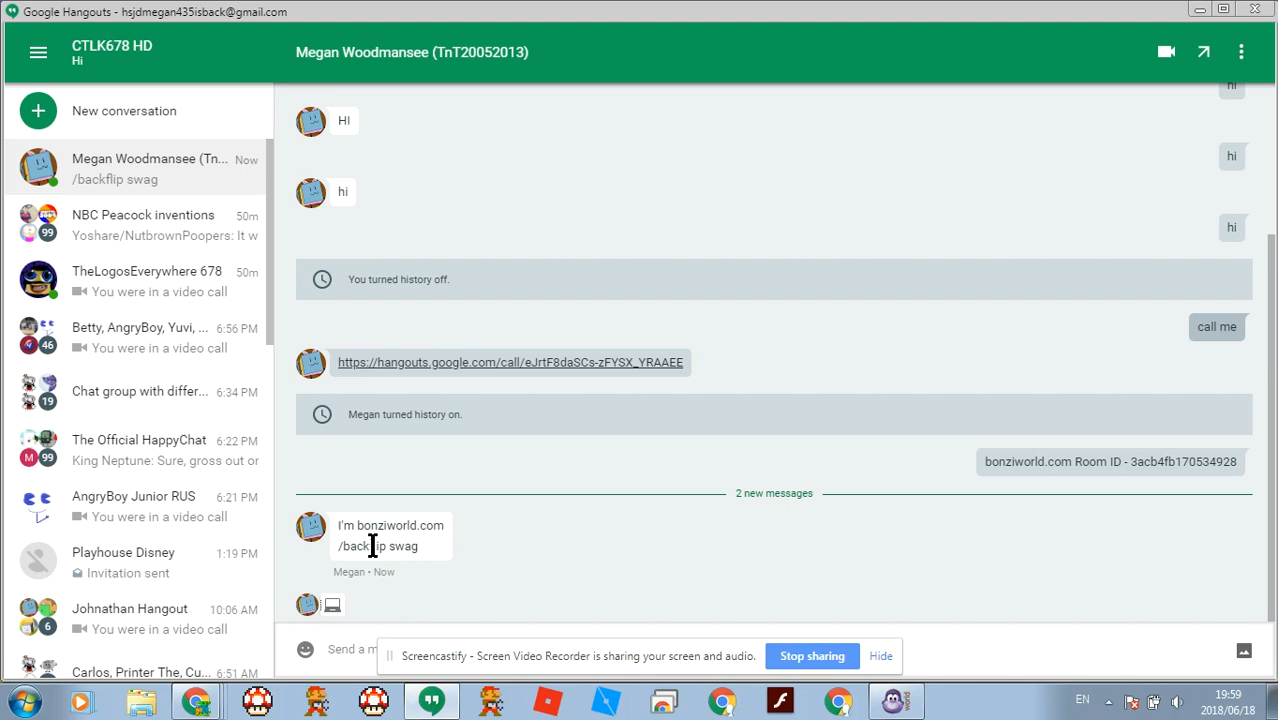 Google Hangouts - hsjdmegan435isback@gmail.com
CTLK678 HD
Hi
Megan Woodmansee (TnT20052013)
New conversation
Megan Woodmansee (Tn... Now
/backflip swag
NBC Peacock inventions 50m
99 Yoshare/NutbrownPoopers: It w
TheLogosEverywhere 678 50m
You were in a video call
Betty, AngryBoy, Yuvi, ... 6:56 PM
46 You were in a video call
Chat group with differ... 6:34 PM
19
The Official HappyChat 6:22 PM
M 99 King Neptune: Sure, gross out or
AngryBoy Junior RUS 6:21 PM
You were in a video call
Playhouse Disney 1:19 PM
Invitation sent
Johnathan Hangout 10:06 AM
6 You were in a video call
Carlos, Printer The, Cu... 6:51 AM
hi
HI
hi
hi
hi
You turned history off.
call me
https://hangouts.google.com/call/eJrtF8daSCs-zFYSX_YRAAEE
Megan turned history on.
bonziworld.com Room ID - 3acb4fb170534928
2 new messages
I'm bonziworld.com
/backflip swag
Megan • Now
Send a m
Screencastify - Screen Video Recorder is sharing your screen and audio. Stop sharing Hide
EN 19:59
2018/06/18